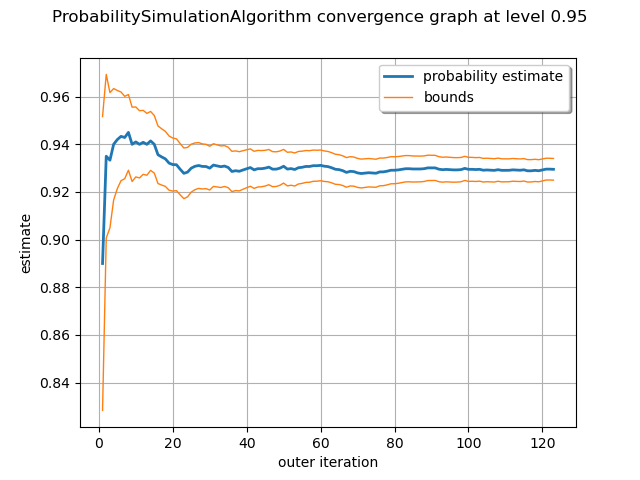 ProbabilitySimulationAlgorithm convergence graph at level 0.95
probability estimate
bounds
0.96
0.94
0.92
0.90
0.88
0.86
0.84
estimate
0 20 40 60 80 100 120
outer iteration